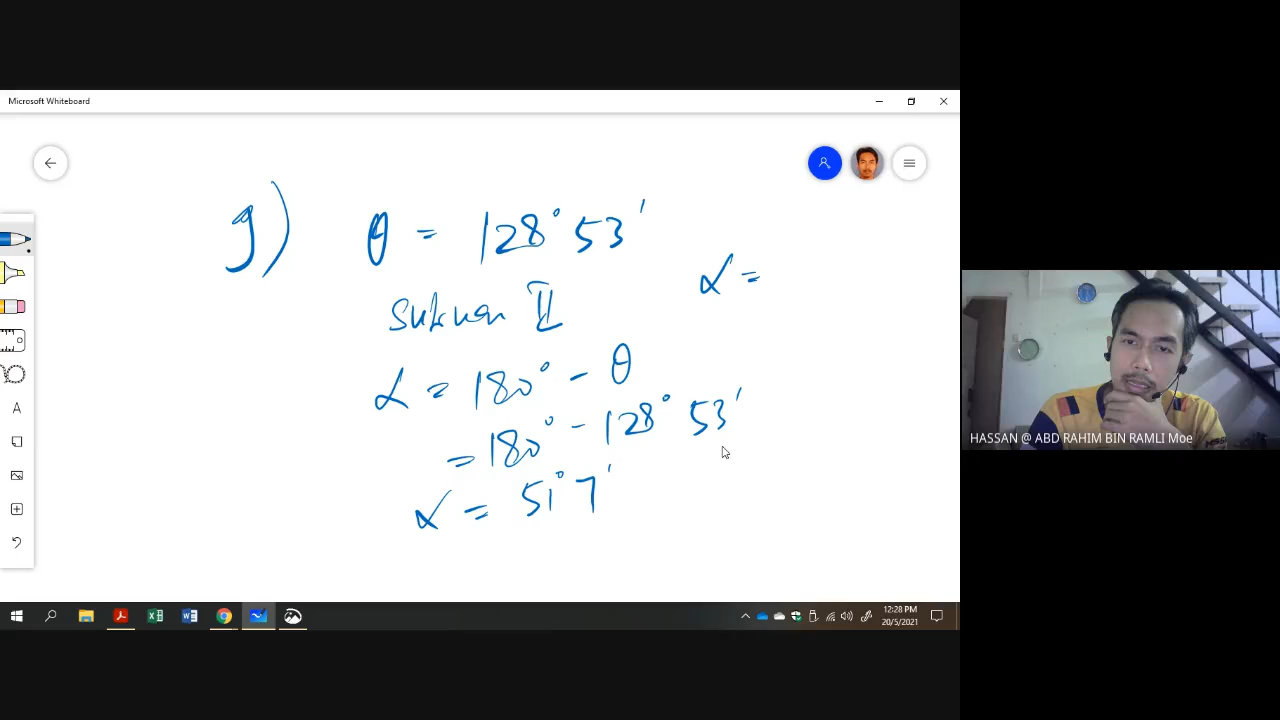 Microsoft Whiteboard
g) θ = 128° 53'
α =
Sukuan II
α = 180° - θ
= 180° - 128° 53'
α = 51° 7'
HASSAN @ ABD RAHIM BIN RAMLI Moe
12:28 PM
20/5/2021